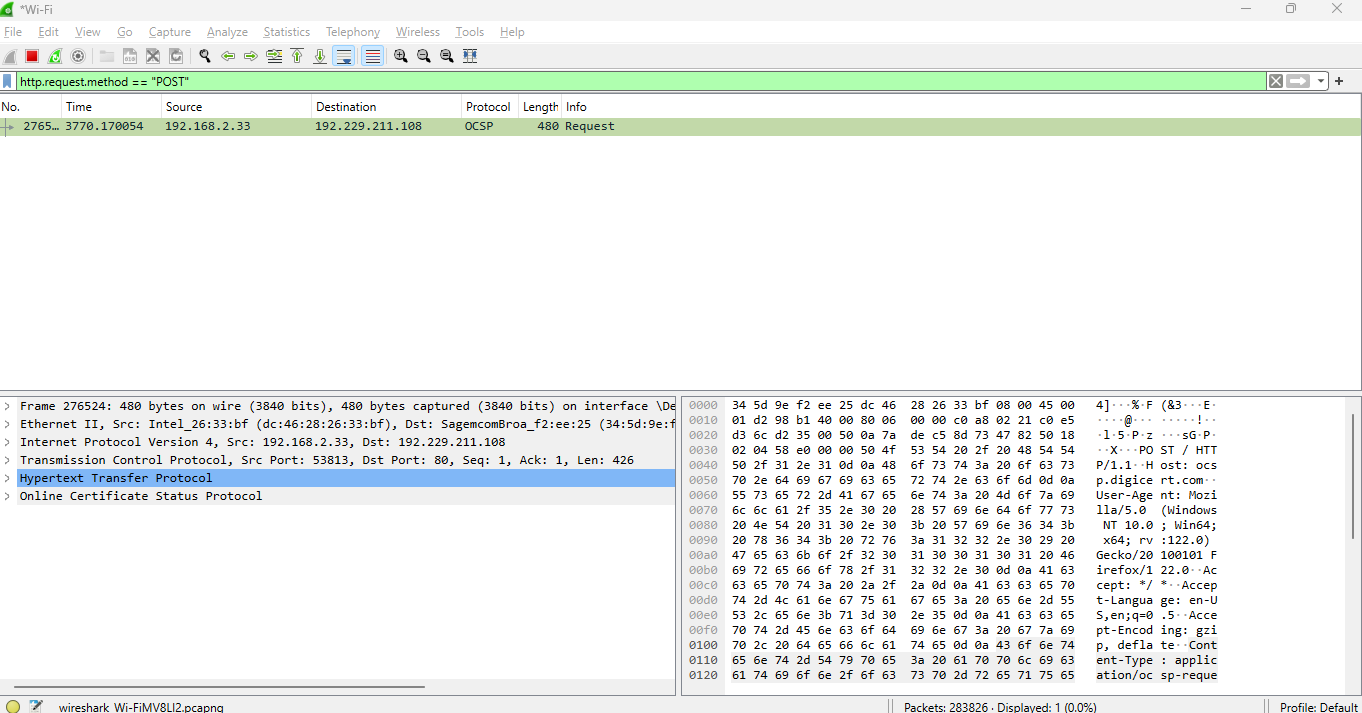 *Wi-Fi
File Edit View Go Capture Analyze Statistics Telephony Wireless Tools Help
http.request.method == "POST"
No. Time Source Destination Protocol Length Info
2765… 3770.170054 192.168.2.33 192.229.211.108 OCSP 480 Request
Frame 276524: 480 bytes on wire (3840 bits), 480 bytes captured (3840 bits) on interface \De
Ethernet II, Src: Intel_26:33:bf (dc:46:28:26:33:bf), Dst: SagemcomBroa_f2:ee:25 (34:5d:9e:f
Internet Protocol Version 4, Src: 192.168.2.33, Dst: 192.229.211.108
Transmission Control Protocol, Src Port: 53813, Dst Port: 80, Seq: 1, Ack: 1, Len: 426
Hypertext Transfer Protocol
Online Certificate Status Protocol
0000 34 5d 9e f2 ee 25 dc 46 28 26 33 bf 08 00 45 00 4]···%·F (&3···E·
0010 01 d2 98 b1 40 00 80 06 00 00 c0 a8 02 21 c0 e5 ····@··· ·····!··
0020 d3 6c d2 35 00 50 0a 7a de c5 8d 73 47 82 50 18 ·l·5·P·z ···sG·P·
0030 02 04 58 e0 00 00 50 4f 53 54 20 2f 20 48 54 54 ··X···PO ST / HTT
0040 50 2f 31 2e 31 0d 0a 48 6f 73 74 3a 20 6f 63 73 P/1.1··H ost: ocs
0050 70 2e 64 69 67 69 63 65 72 74 2e 63 6f 6d 0d 0a p.digice rt.com··
0060 55 73 65 72 2d 41 67 65 6e 74 3a 20 4d 6f 7a 69 User-Age nt: Mozi
0070 6c 6c 61 2f 35 2e 30 20 28 57 69 6e 64 6f 77 73 lla/5.0 (Windows
0080 20 4e 54 20 31 30 2e 30 3b 20 57 69 6e 36 34 3b NT 10.0 ; Win64;
0090 20 78 36 34 3b 20 72 76 3a 31 32 32 2e 30 29 20 x64; rv :122.0)
00a0 47 65 63 6b 6f 2f 32 30 31 30 30 31 30 31 20 46 Gecko/20 100101 F
00b0 69 72 65 66 6f 78 2f 31 32 32 2e 30 0d 0a 41 63 irefox/1 22.0··Ac
00c0 63 65 70 74 3a 20 2a 2f 2a 0d 0a 41 63 63 65 70 cept: */ *··Accep
00d0 74 2d 4c 61 6e 67 75 61 67 65 3a 20 65 6e 2d 55 t-Langua ge: en-U
00e0 53 2c 65 6e 3b 71 3d 30 2e 35 0d 0a 41 63 63 65 S,en;q=0 .5··Acce
00f0 70 74 2d 45 6e 63 6f 64 69 6e 67 3a 20 67 7a 69 pt-Encod ing: gzi
0100 70 2c 20 64 65 66 6c 61 74 65 0d 0a 43 6f 6e 74 p, defla te··Cont
0110 65 6e 74 2d 54 79 70 65 3a 20 61 70 70 6c 69 63 ent-Type : applic
0120 61 74 69 6f 6e 2f 6f 63 73 70 2d 72 65 71 75 65 ation/oc sp-reque
wireshark_Wi-FiMV8LI2.pcapng Packets: 283826 · Displayed: 1 (0.0%) Profile: Default